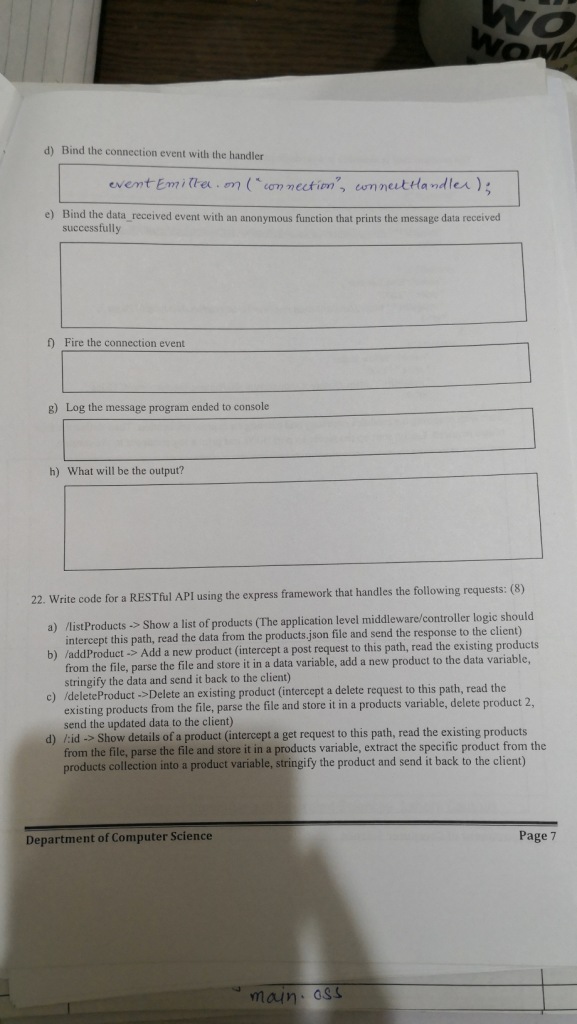 WO
WOMA
d) Bind the connection event with the handler
eventEmitter.on("connection", connectHandler);
e) Bind the data_received event with an anonymous function that prints the message data received
successfully
f) Fire the connection event
g) Log the message program ended to console
h) What will be the output?
22. Write code for a RESTful API using the express framework that handles the following requests: (8)
a) /listProducts -> Show a list of products (The application level middleware/controller logic should
intercept this path, read the data from the products.json file and send the response to the client)
b) /addProduct -> Add a new product (intercept a post request to this path, read the existing products
from the file, parse the file and store it in a data variable, add a new product to the data variable,
stringify the data and send it back to the client)
c) /deleteProduct ->Delete an existing product (intercept a delete request to this path, read the
existing products from the file, parse the file and store it in a products variable, delete product 2,
send the updated data to the client)
d) /:id -> Show details of a product (intercept a get request to this path, read the existing products
from the file, parse the file and store it in a products variable, extract the specific product from the
products collection into a product variable, stringify the product and send it back to the client)
Department of Computer Science Page 7
main. oss